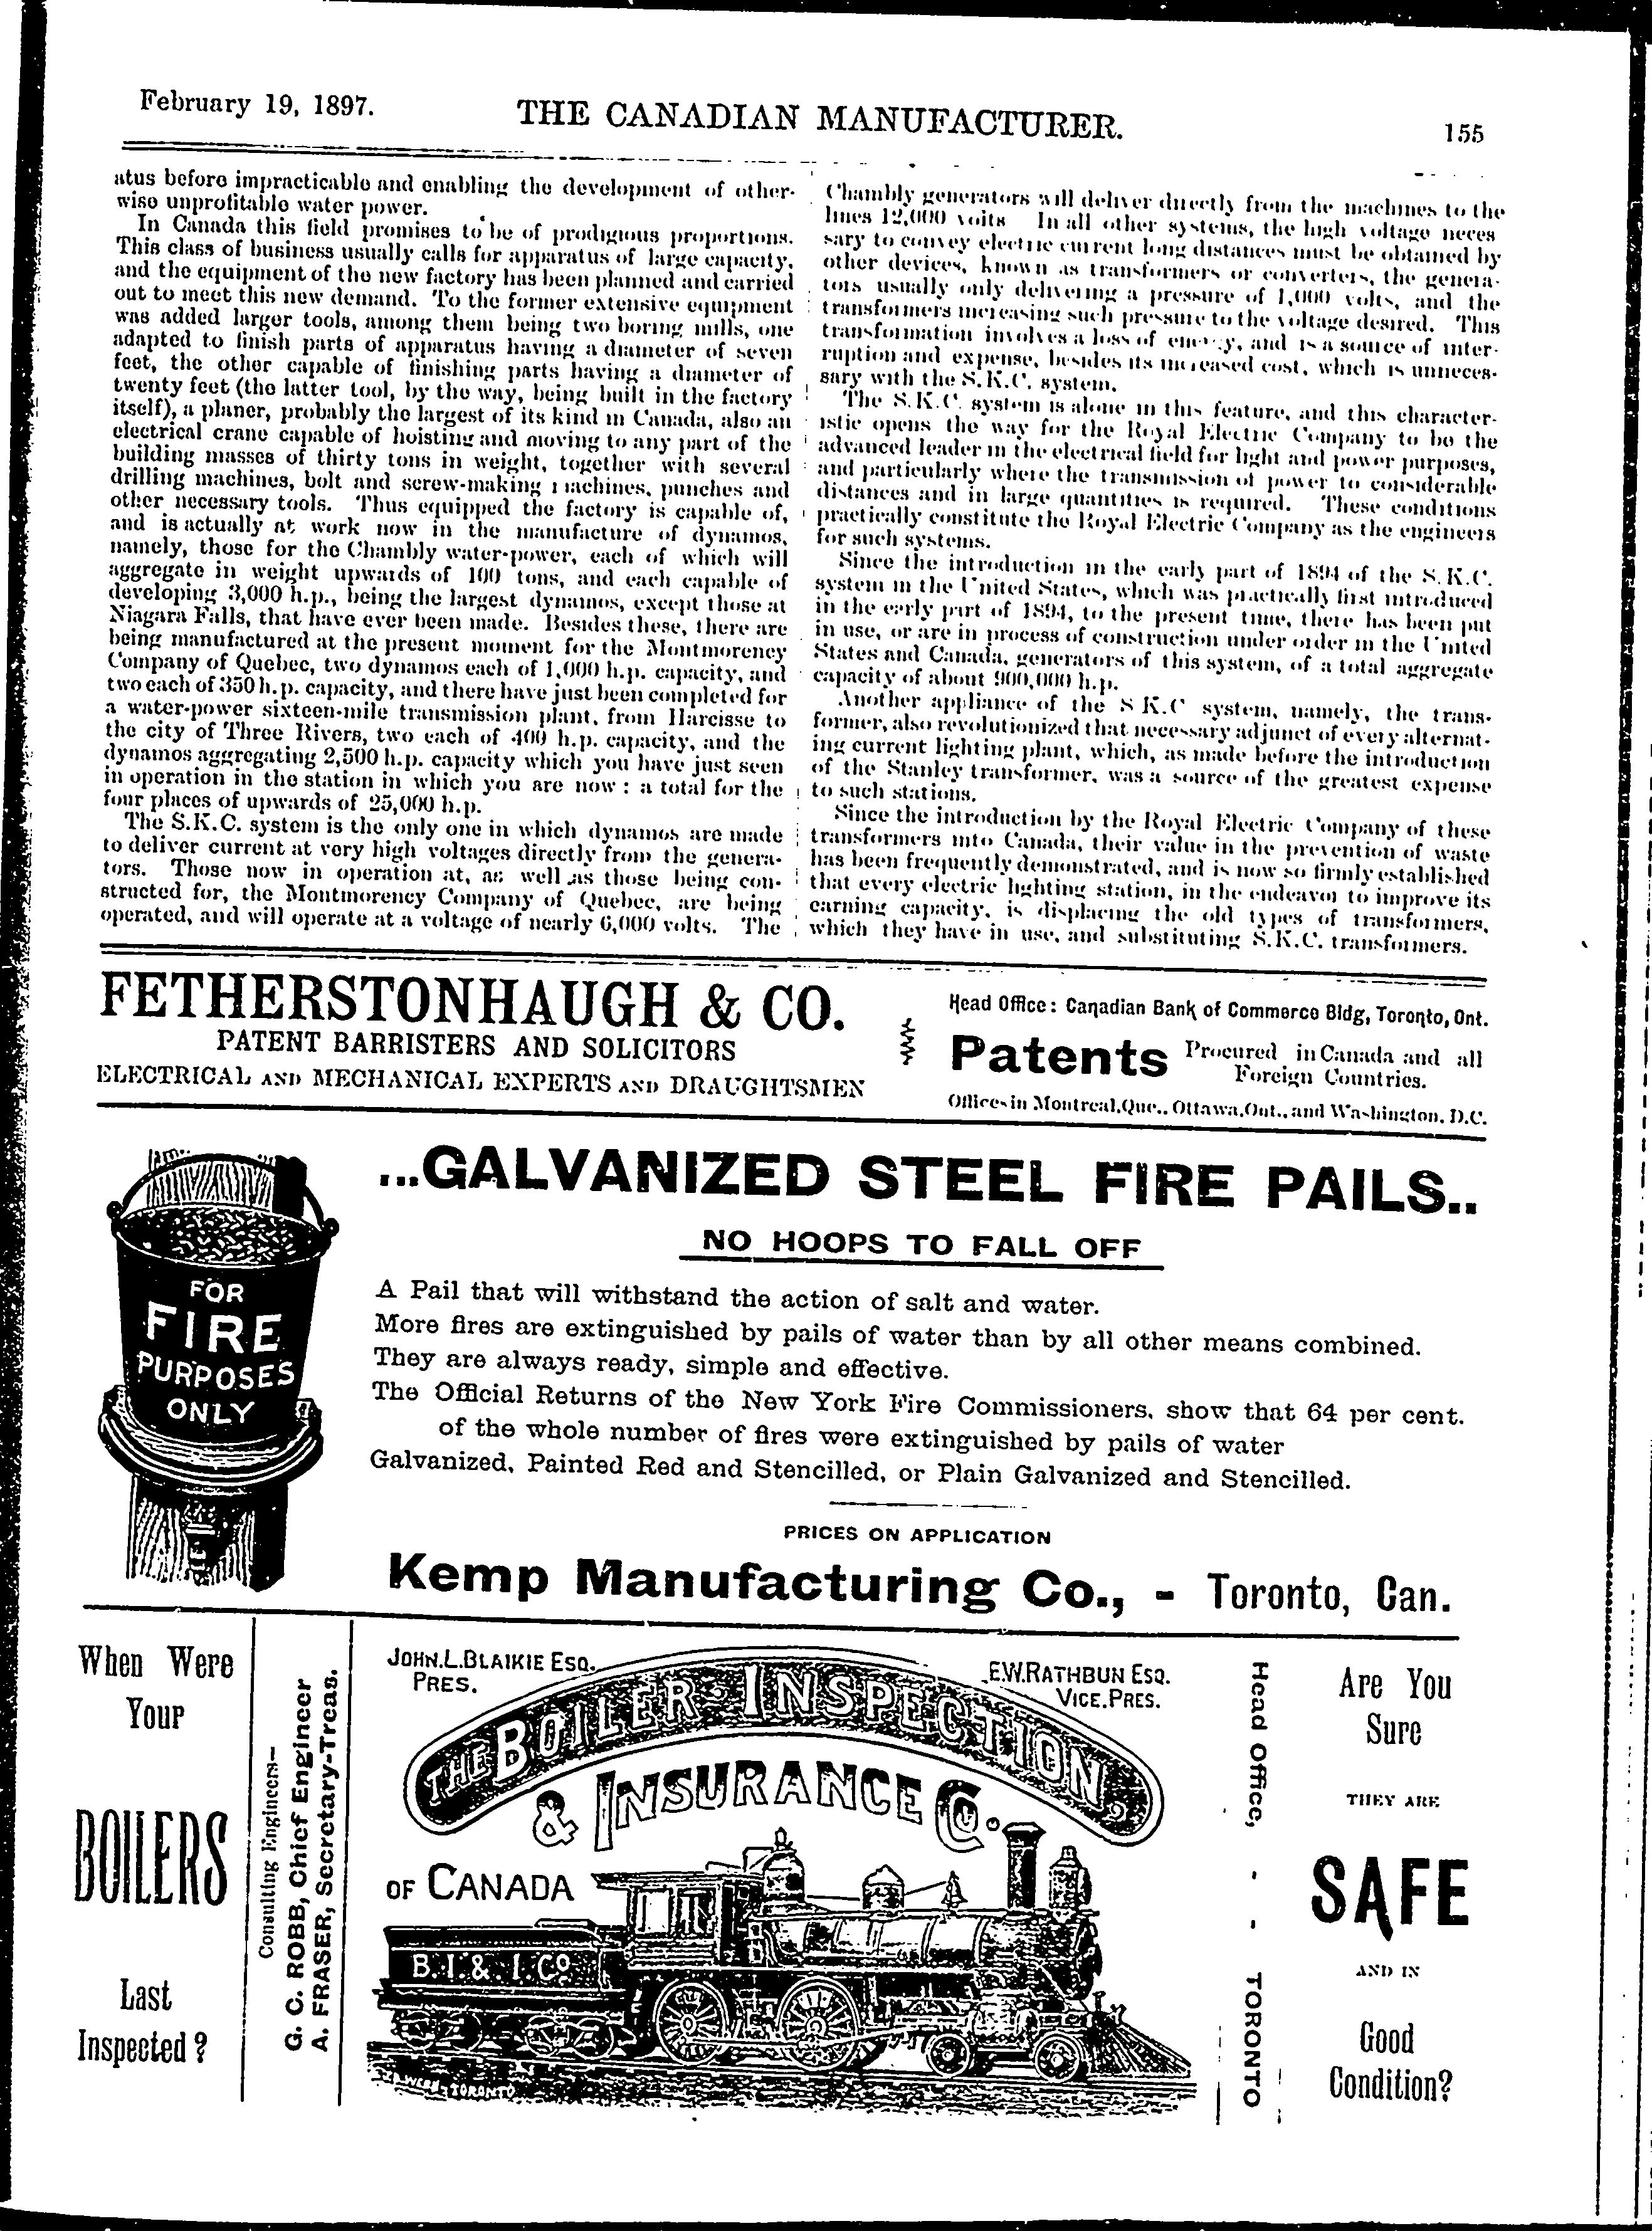 February 19, 1897.
THE CANADIAN MANUFACTURER.
155
atus before impracticable and enabling the development of other-
wise unprofitable water power.
In Canada this field promises to be of prodigious proportions.
This class of business usually calls for apparatus of large capacity,
and the equipment of the new factory has been planned and carried
out to meet this new demand. To the former extensive equipment
was added larger tools, among them being two boring mills, one
adapted to finish parts of apparatus having a diameter of seven
feet, the other capable of finishing parts having a diameter of
twenty feet (the latter tool, by the way, being built in the factory
itself), a planer, probably the largest of its kind in Canada, also an
electrical crane capable of hoisting and moving to any part of the
building masses of thirty tons in weight, together with several
drilling machines, bolt and screw-making machines, punches and
other necessary tools. Thus equipped the factory is capable of,
and is actually at work now in the manufacture of dynamos,
namely, those for the Chambly water-power, each of which will
aggregate in weight upwards of 100 tons, and each capable of
developing 3,000 h.p., being the largest dynamos, except those at
Niagara Falls, that have ever been made. Besides these, there are
being manufactured at the present moment for the Montmorency
Company of Quebec, two dynamos each of 1,000 h.p. capacity, and
two each of 350 h.p. capacity, and there have just been completed for
a water-power sixteen-mile transmission plant, from Harcisse to
the city of Three Rivers, two each of 400 h.p. capacity, and the
dynamos aggregating 2,500 h.p. capacity which you have just seen
in operation in the station in which you are now : a total for the
four places of upwards of 25,000 h.p.
The S.K.C. system is the only one in which dynamos are made
to deliver current at very high voltages directly from the genera-
tors. Those now in operation at, as well as those being con-
structed for, the Montmorency Company of Quebec, are being
operated, and will operate at a voltage of nearly 6,000 volts. The
Chambly generators will deliver directly from the machines to the
lines 12,000 volts In all other systems, the high voltage neces
sary to convey electric current long distances must be obtained by
other devices, known as transformers or converters, the genera-
tors usually only delivering a pressure of 1,000 volts, and the
transformers increasing such pressure to the voltage desired. This
transformation involves a loss of energy, and is a source of inter-
ruption and expense, besides its increased cost, which is unneces-
sary with the S.K.C. system.
The S.K.C. system is alone in this feature, and this character-
istic opens the way for the Royal Electric Company to be the
advanced leader in the electrical field for light and power purposes,
and particularly where the transmission of power to considerable
distances and in large quantities is required. These conditions
practically constitute the Royal Electric Company as the engineers
for such systems.
Since the introduction in the early part of 1894 of the S.K.C.
system in the United States, which was practically first introduced
in the early part of 1894, to the present time, there has been put
in use, or are in process of construction under order in the United
States and Canada, generators of this system, of a total aggregate
capacity of about 900,000 h.p.
Another appliance of the S K.C system, namely, the trans-
former, also revolutionized that necessary adjunct of every alternat-
ing current lighting plant, which, as made before the introduction
of the Stanley transformer, was a source of the greatest expense
to such stations.
Since the introduction by the Royal Electric Company of these
transformers into Canada, their value in the prevention of waste
has been frequently demonstrated, and is now so firmly established
that every electric lighting station, in the endeavor to improve its
earning capacity, is displacing the old types of transformers,
which they have in use, and substituting S.K.C. transformers.
FETHERSTONHAUGH & CO.
PATENT BARRISTERS AND SOLICITORS
ELECTRICAL AND MECHANICAL EXPERTS AND DRAUGHTSMEN
Head Office: Canadian Bank of Commerce Bldg, Toronto, Ont.
Patents Procured in Canada and all
Foreign Countries.
Offices in Montreal, Que., Ottawa, Ont., and Washington, D.C.
FOR
FIRE
PURPOSES
ONLY
...GALVANIZED STEEL FIRE PAILS..
NO HOOPS TO FALL OFF
A Pail that will withstand the action of salt and water.
More fires are extinguished by pails of water than by all other means combined.
They are always ready, simple and effective.
The Official Returns of the New York Fire Commissioners, show that 64 per cent.
of the whole number of fires were extinguished by pails of water
Galvanized, Painted Red and Stencilled, or Plain Galvanized and Stencilled.
PRICES ON APPLICATION
Kemp Manufacturing Co., - Toronto, Can.
When Were
Your
BOILERS
Last
Inspected ?
Consulting Engineers—
G. C. ROBB, Chief Engineer
A. FRASER, Secretary-Treas.
JOHN.L.BLAIKIE ESQ.
PRES.
E.W.RATHBUN ESQ.
VICE.PRES.
THE BOILER INSPECTION
& INSURANCE CO.
OF CANADA
B.I.& I.CO
TORONTO
Head Office, - - TORONTO
Are You
Sure
THEY ARE
SAFE
AND IN
Good
Condition?